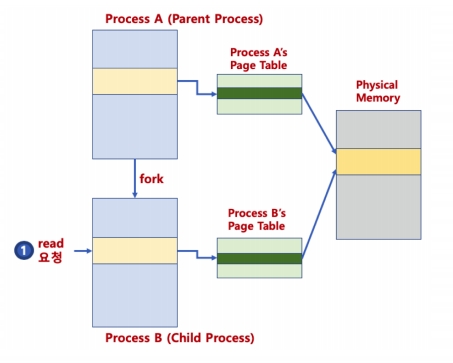 Process A (Parent Process)
Process A's
Page Table
Physical
Memory
fork
Process B's
Page Table
1
read
요청
Process B (Child Process)